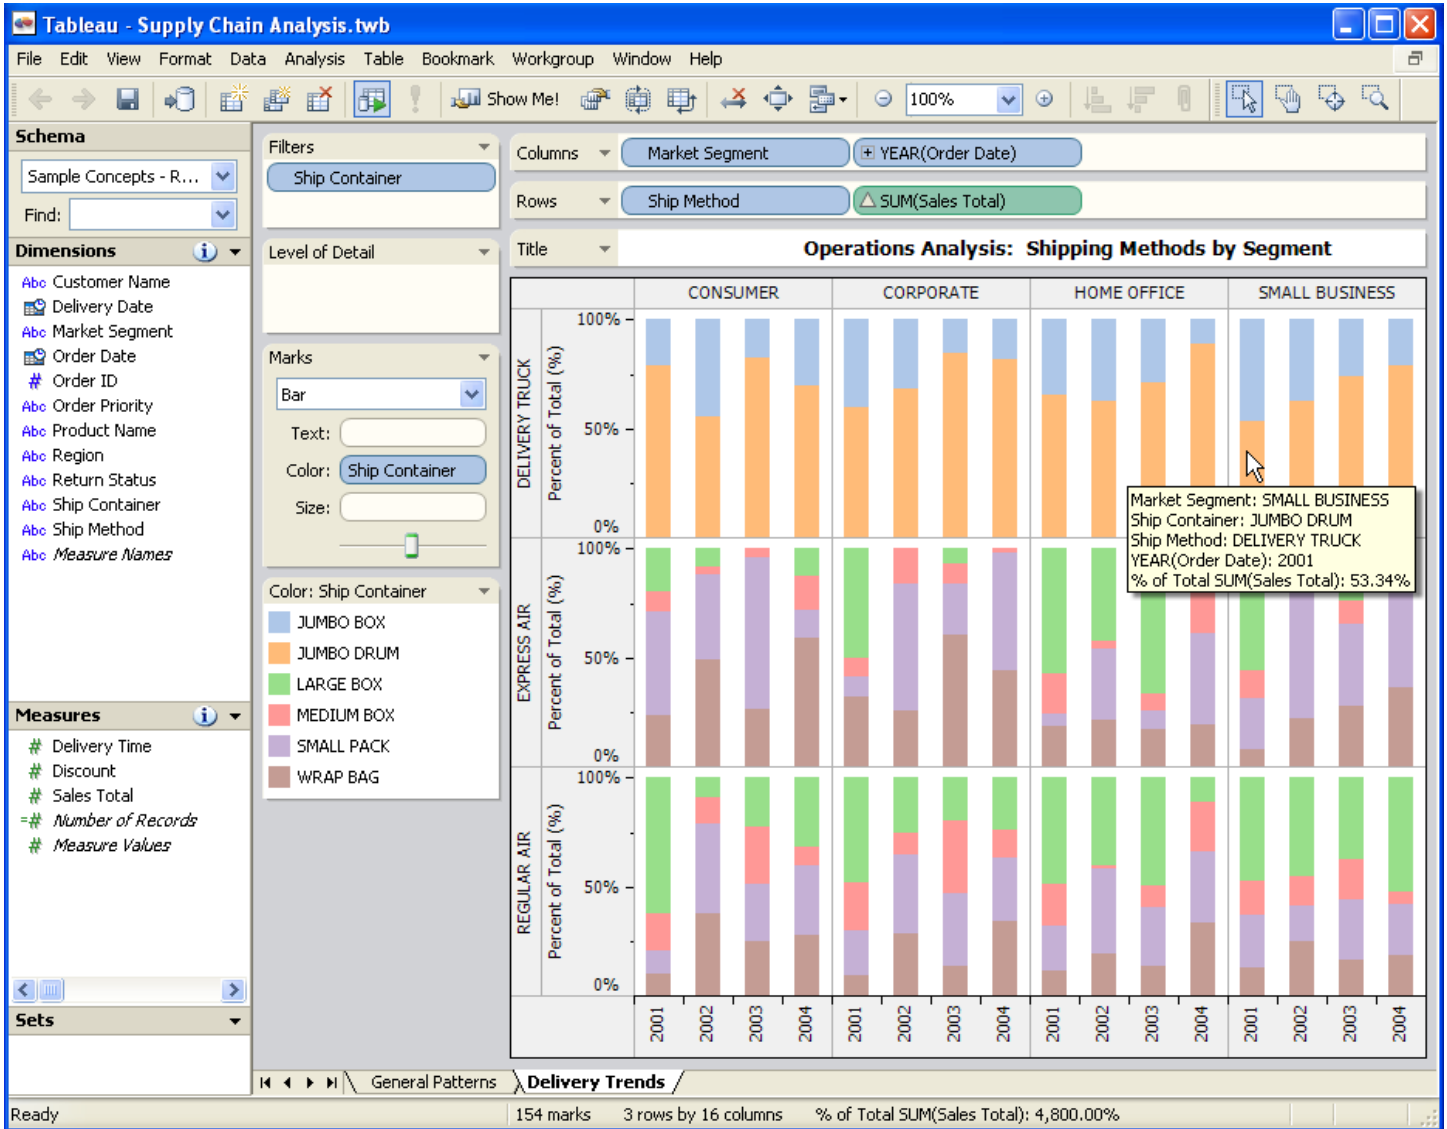 Tableau - Supply Chain Analysis.twb
File Edit View Format Data Analysis Table Bookmark Workgroup Window Help
Show Me! 100%
Schema
Sample Concepts - R...
Find:
Dimensions
Abc Customer Name
Delivery Date
Abc Market Segment
Order Date
# Order ID
Abc Order Priority
Abc Product Name
Abc Region
Abc Return Status
Abc Ship Container
Abc Ship Method
Abc Measure Names
Measures
# Delivery Time
# Discount
# Sales Total
=# Number of Records
# Measure Values
Sets
Filters
Ship Container
Level of Detail
Marks
Bar
Text:
Color: Ship Container
Size:
Color: Ship Container
JUMBO BOX
JUMBO DRUM
LARGE BOX
MEDIUM BOX
SMALL PACK
WRAP BAG
Columns Market Segment YEAR(Order Date)
Rows Ship Method SUM(Sales Total)
Title Operations Analysis: Shipping Methods by Segment
CONSUMER CORPORATE HOME OFFICE SMALL BUSINESS
DELIVERY TRUCK
Percent of Total (%)
100%
50%
0%
Market Segment: SMALL BUSINESS
Ship Container: JUMBO DRUM
Ship Method: DELIVERY TRUCK
YEAR(Order Date): 2001
% of Total SUM(Sales Total): 53.34%
EXPRESS AIR
Percent of Total (%)
100%
50%
0%
REGULAR AIR
Percent of Total (%)
100%
50%
0%
2001 2002 2003 2004 2001 2002 2003 2004 2001 2002 2003 2004 2001 2002 2003 2004
General Patterns Delivery Trends
Ready 154 marks 3 rows by 16 columns % of Total SUM(Sales Total): 4,800.00%